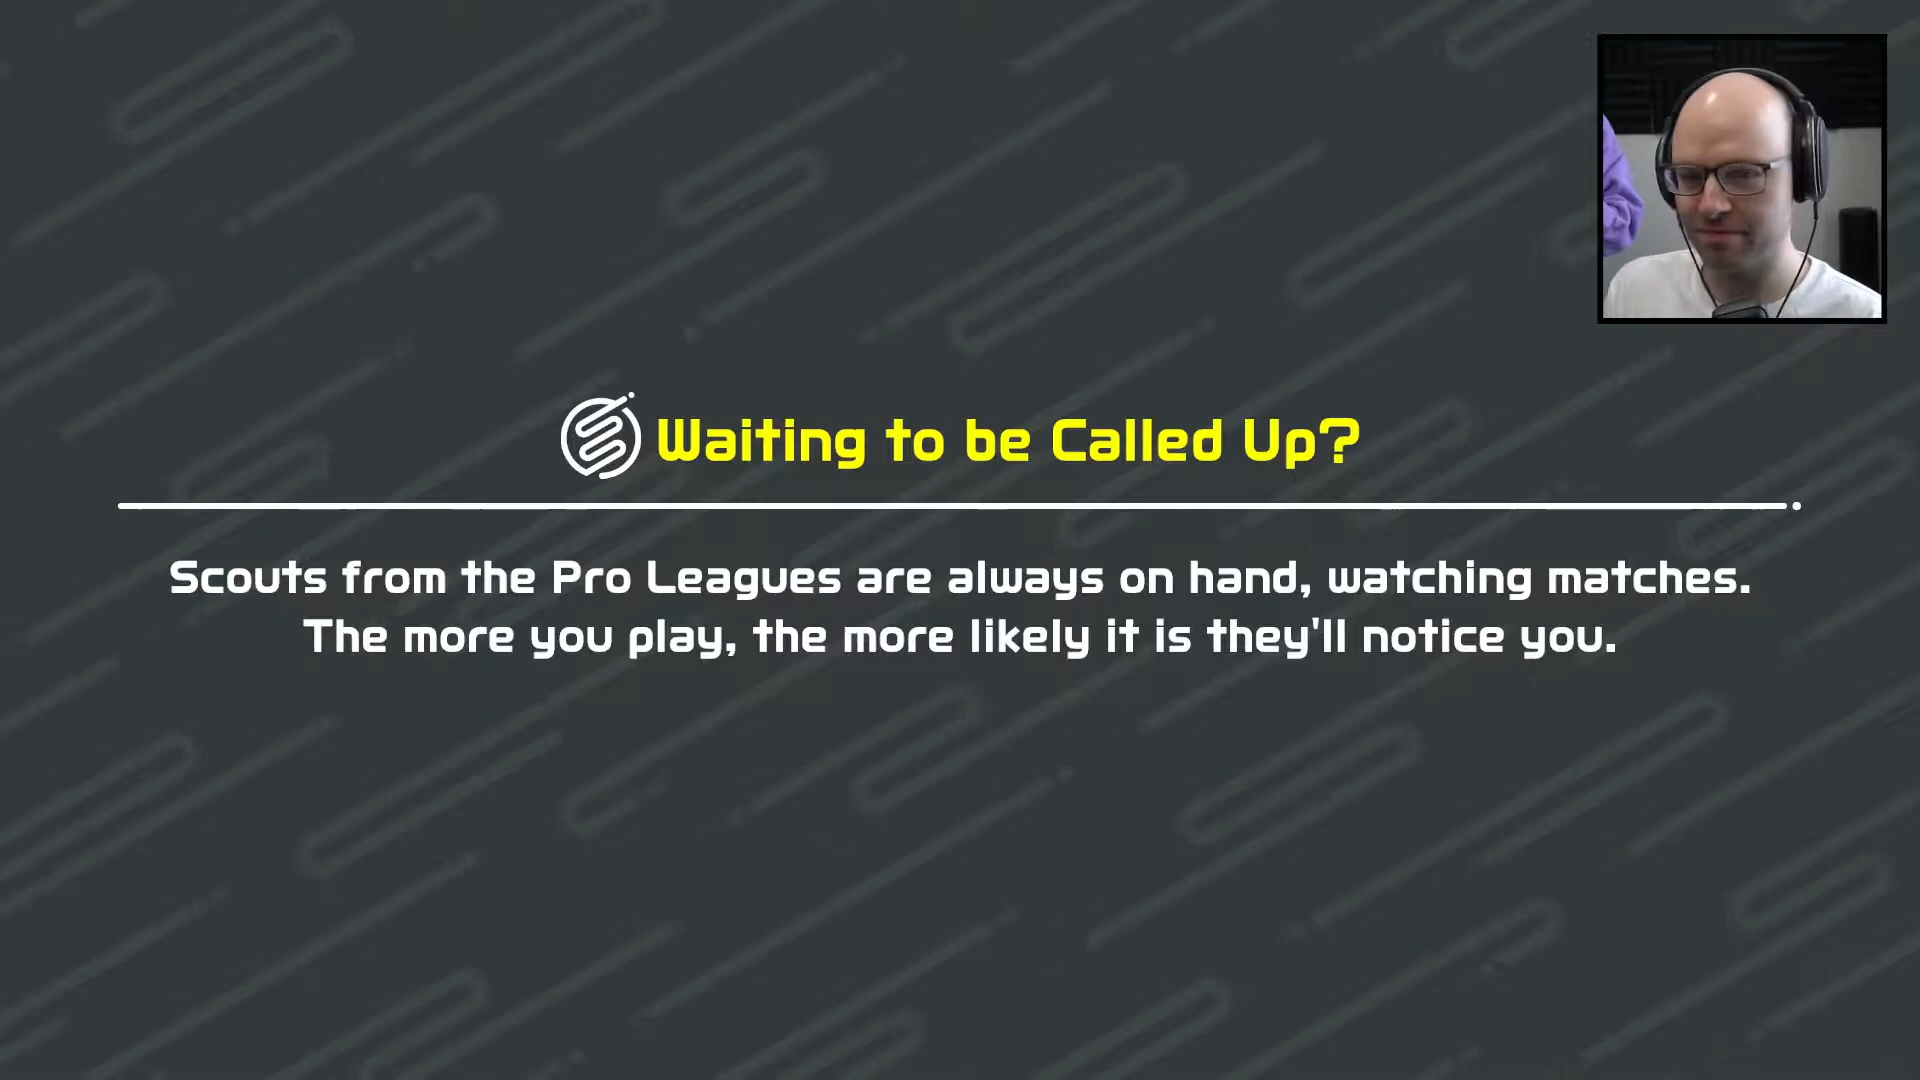 Waiting to be Called Up?
Scouts from the Pro Leagues are always on hand, watching matches.
The more you play, the more likely it is they'll notice you.